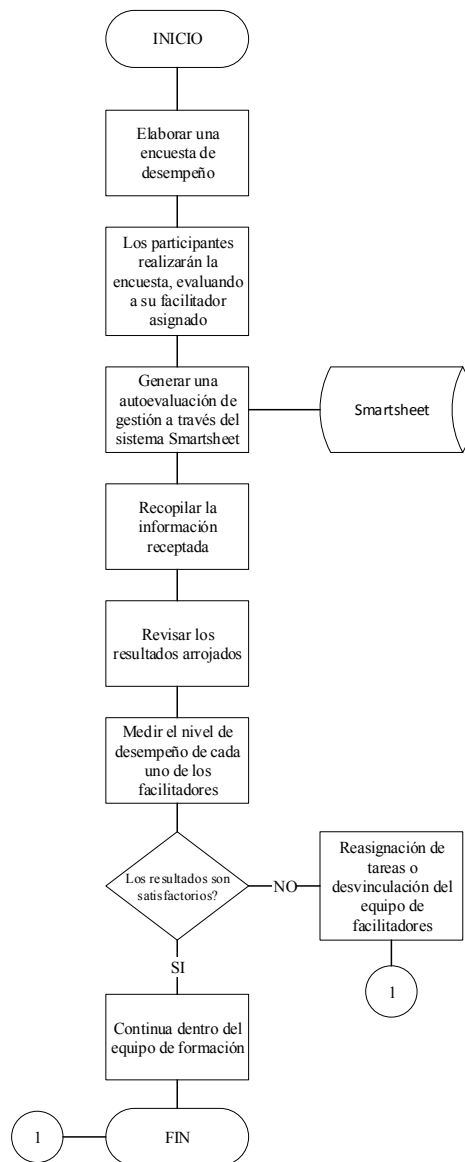 INICIO
Elaborar una
encuesta de
desempeño
Los participantes
realizarán la
encuesta, evaluando
a su facilitador
asignado
Generar una
autoevaluación de
gestión a través del
sistema Smartsheet
Smartsheet
Recopilar la
información
receptada
Revisar los
resultados arrojados
Medir el nivel de
desempeño de cada
uno de los
facilitadores
Los resultados son
satisfactorios?
NO
Reasignación de
tareas o
desvinculación del
equipo de
facilitadores
1
SI
Continua dentro del
equipo de formación
1
FIN